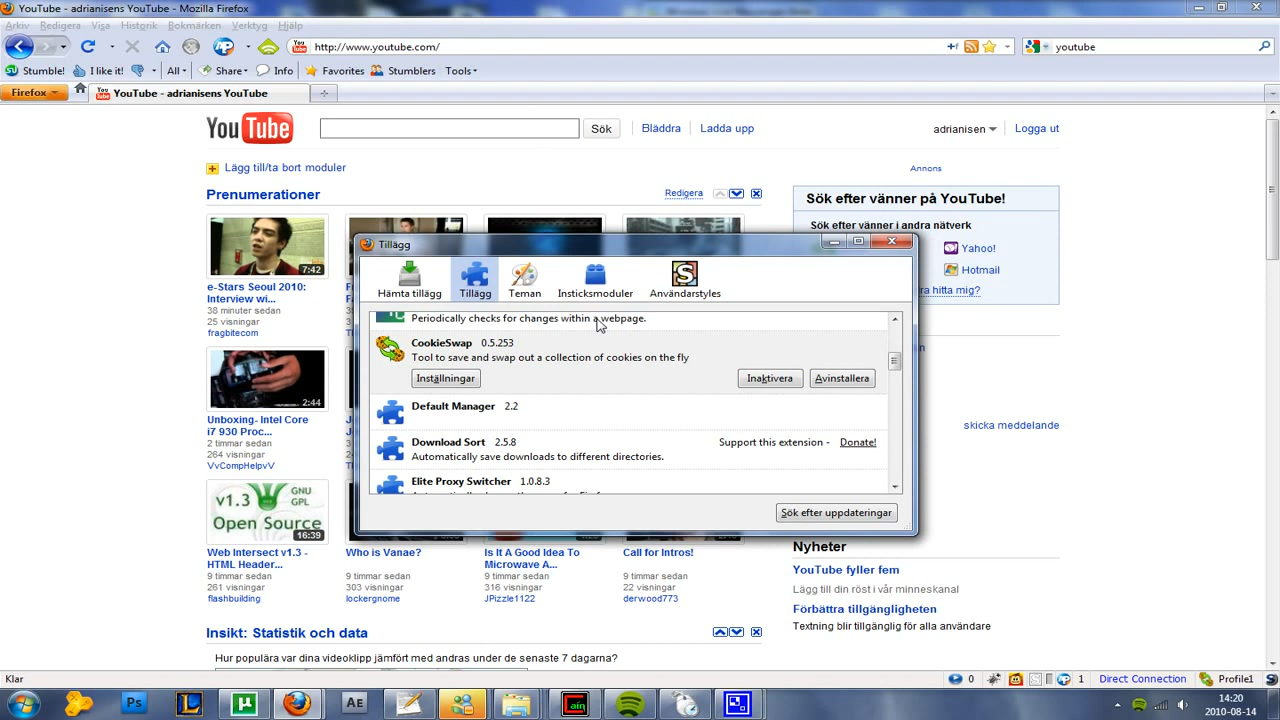 YouTube - adrianisens YouTube - Mozilla Firefox
Arkiv Redigera Visa Historik Bokmärken Verktyg Hjälp
http://www.youtube.com/
youtube
Stumble! I like it! All Share Info Favorites Stumblers Tools
Firefox YouTube - adrianisens YouTube
YouTube Sök Bläddra Ladda upp adrianisen Logga ut
Lägg till/ta bort moduler
Annons
Prenumerationer
Redigera
Sök efter vänner på YouTube!
Sök efter vänner i andra nätverk
Yahoo!
Hotmail
hitta mig?
skicka meddelande
7:42
e-Stars Seoul 2010:
Interview wi...
38 minuter sedan
25 visningar
fragbitecom
2:44
Unboxing- Intel Core
i7 930 Proc...
2 timmar sedan
264 visningar
VvCompHelpvV
Tillägg
Hämta tillägg Tillägg Teman Insticksmoduler Användarstyles
Periodically checks for changes within a webpage.
CookieSwap 0.5.253
Tool to save and swap out a collection of cookies on the fly
Inställningar Inaktivera Avinstallera
Default Manager 2.2
Download Sort 2.5.8 Support this extension - Donate!
Automatically save downloads to different directories.
Elite Proxy Switcher 1.0.8.3
Sök efter uppdateringar
v1.3 GNU GPL
Open Source
16:39
Web Intersect v1.3 -
HTML Header...
9 timmar sedan
261 visningar
flashbuilding
Who is Vanae?
9 timmar sedan
303 visningar
lockergnome
Is It A Good Idea To
Microwave A...
9 timmar sedan
316 visningar
JPizzle1122
Call for Intros!
9 timmar sedan
22 visningar
derwood773
Nyheter
YouTube fyller fem
Lägg till din röst i vår minneskanal
Förbättra tillgängligheten
Textning blir tillgänglig för alla användare
Insikt: Statistik och data
Hur populära var dina videoklipp jämfört med andras under de senaste 7 dagarna?
Klar
0 1 Direct Connection Profile1
Ps Ae Cain
14:20
2010-08-14